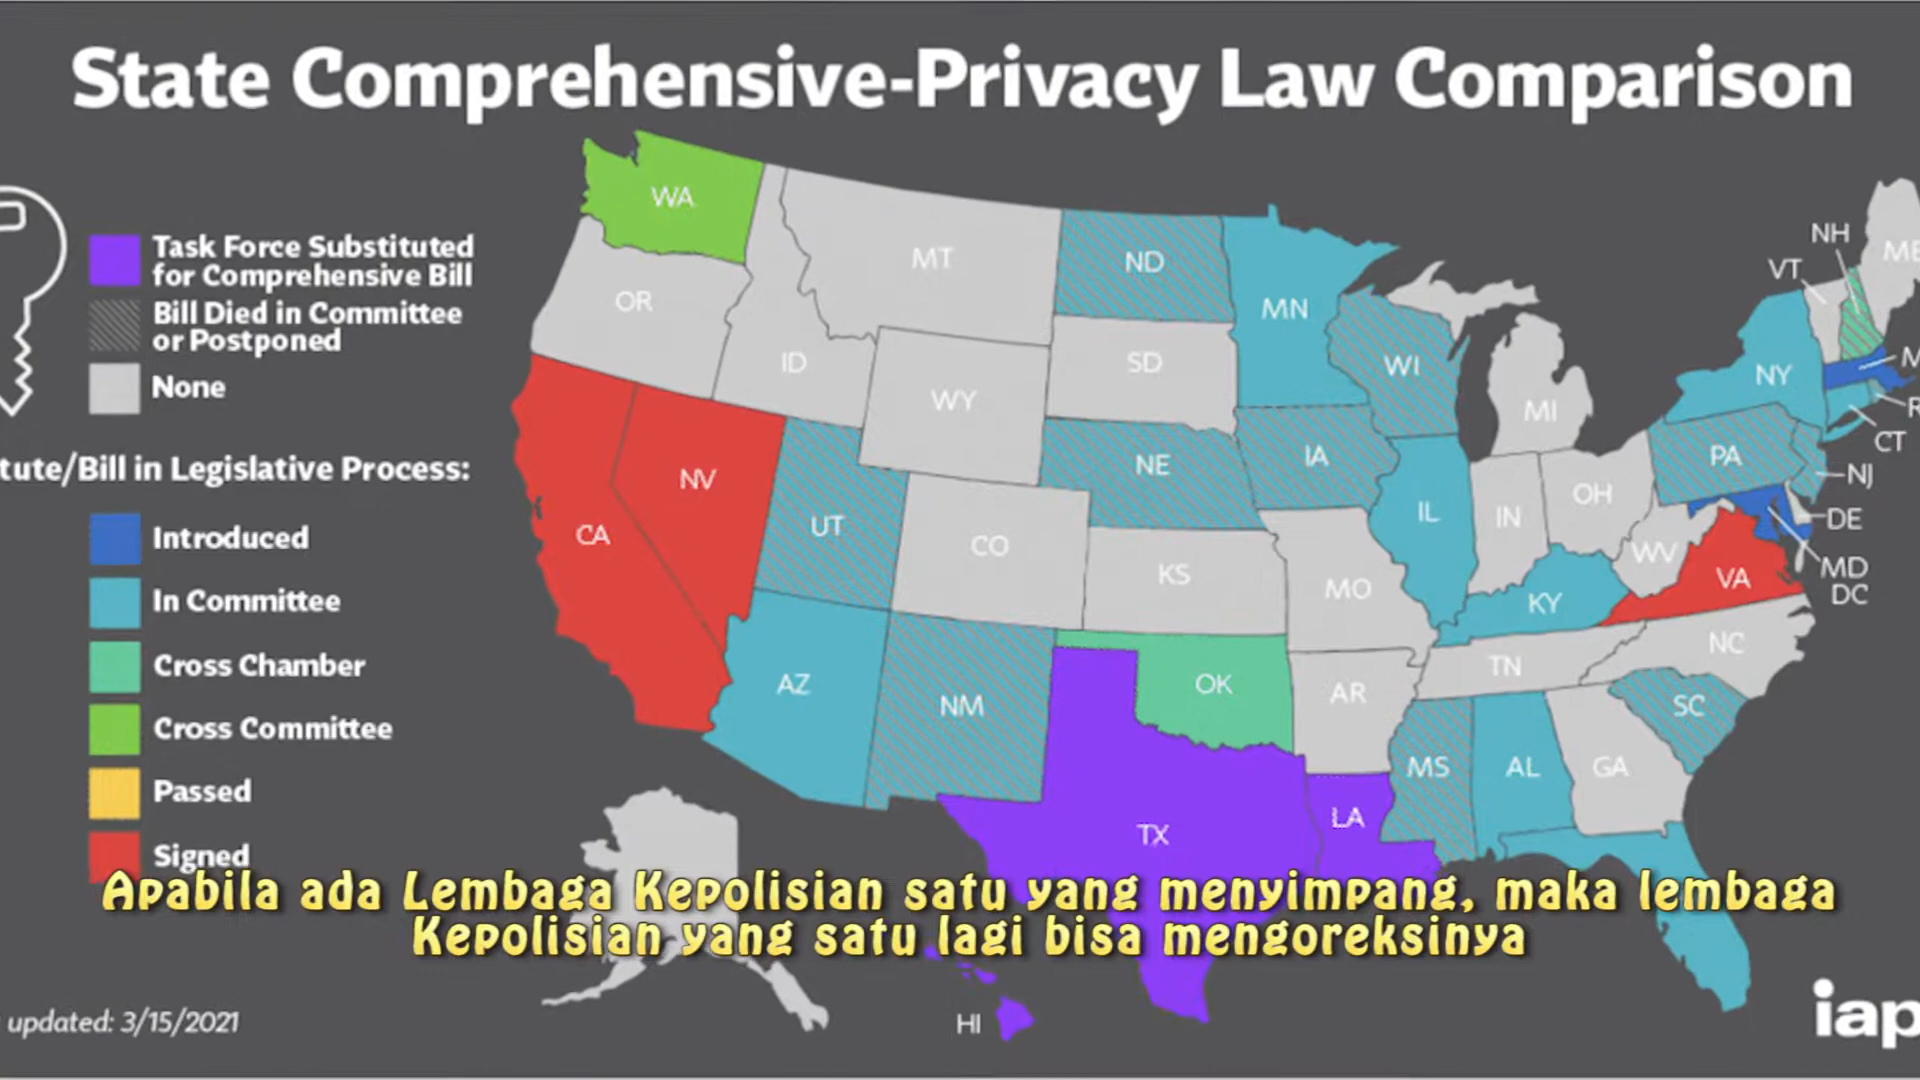 State Comprehensive-Privacy Law Comparison
Task Force Substituted
for Comprehensive Bill
Bill Died in Committee
or Postponed
None
tute/Bill in Legislative Process:
Introduced
In Committee
Cross Chamber
Cross Committee
Passed
Signed
WA
OR
CA
NV
ID
MT
WY
UT
CO
AZ
NM
ND
SD
NE
KS
OK
TX
MN
IA
MO
AR
LA
WI
IL
MI
IN
OH
KY
TN
MS
AL
GA
SC
NC
VA
WV
PA
NY
VT
NH
ME
M
R
CT
NJ
DE
MD
DC
HI
Apabila ada Lembaga Kepolisian satu yang menyimpang, maka lembaga
Kepolisian yang satu lagi bisa mengoreksinya
updated: 3/15/2021
iap